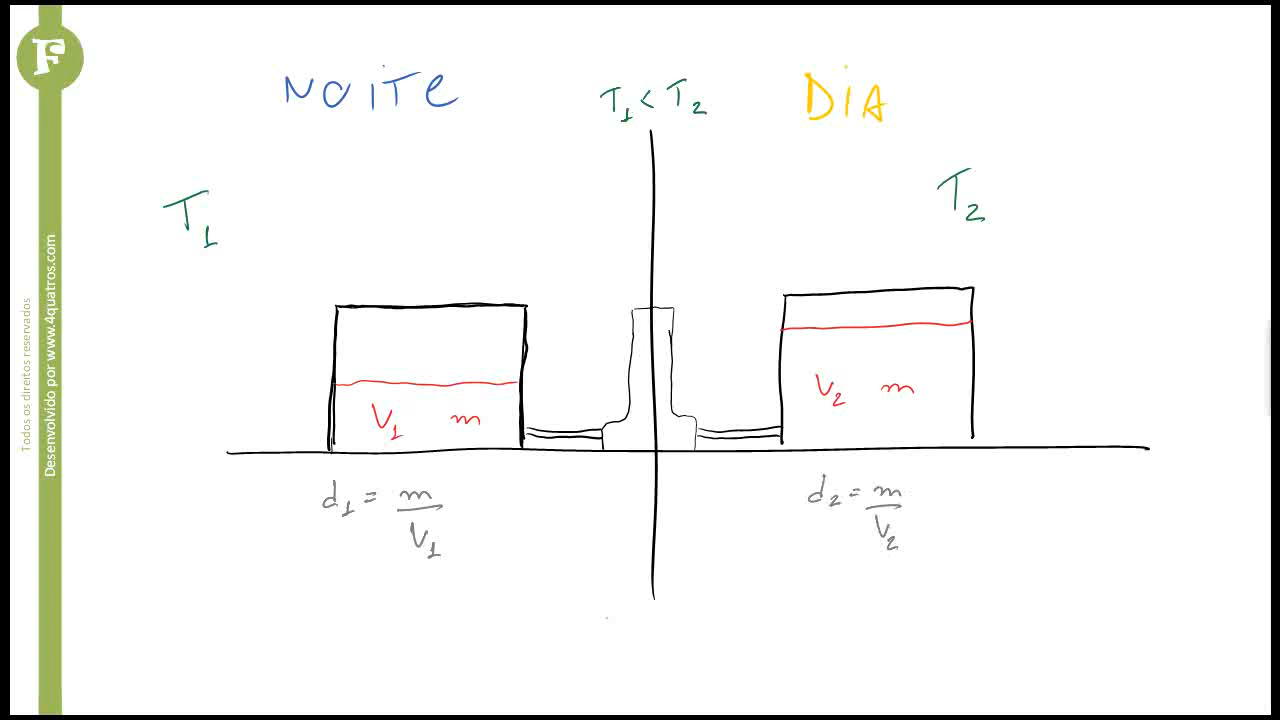 F
Todos os direitos reservados
Desenvolvido por www.4quatros.com
NOITE
T1 < T2
DIA
T1
T2
V1 m
V2 m
d1 = m/V1
d2 = m/V2